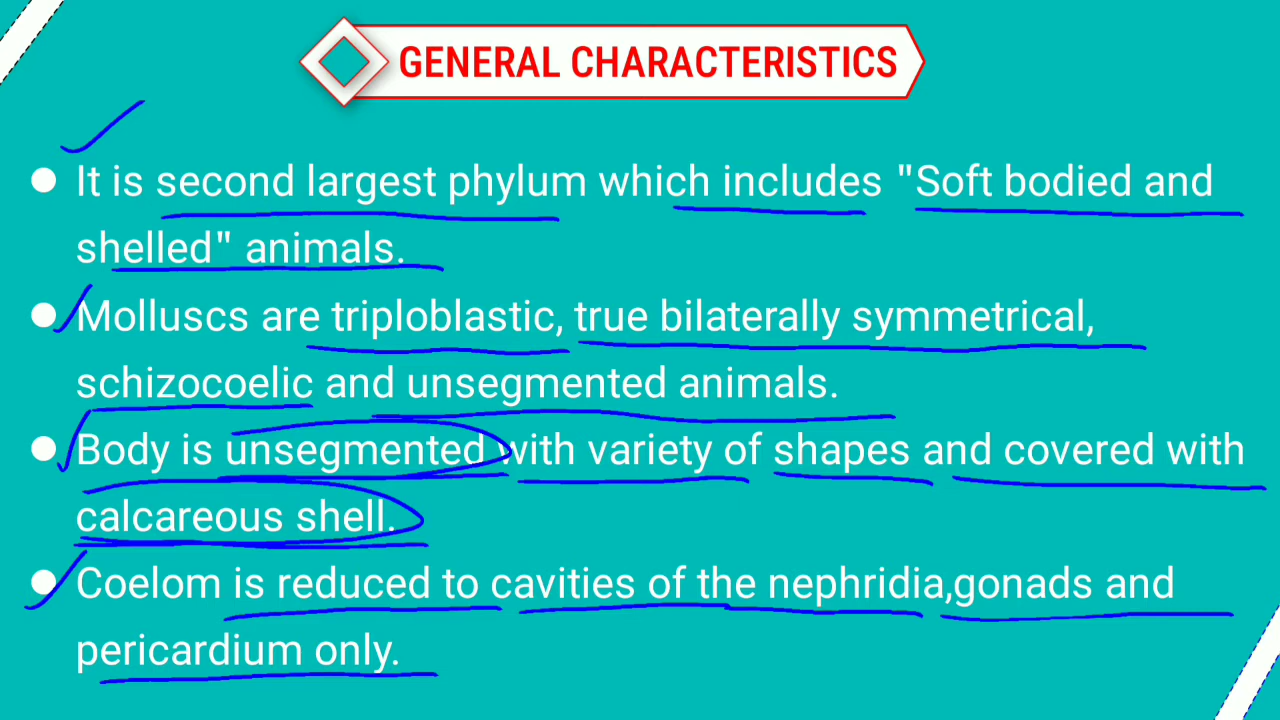 GENERAL CHARACTERISTICS
It is second largest phylum which includes "Soft bodied and
shelled" animals.
Molluscs are triploblastic, true bilaterally symmetrical,
schizocoelic and unsegmented animals.
Body is unsegmented with variety of shapes and covered with
calcareous shell.
Coelom is reduced to cavities of the nephridia,gonads and
pericardium only.